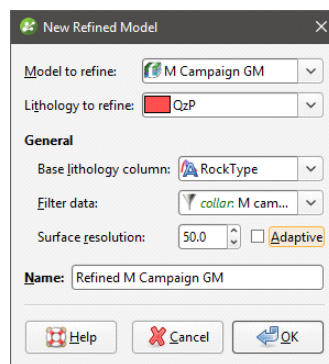 New Refined Model
Model to refine: M Campaign GM
Lithology to refine: QzP
General
Base lithology column: RockType
Filter data: collar: M cam...
Surface resolution: 50.0 Adaptive
Name: Refined M Campaign GM
Help Cancel OK